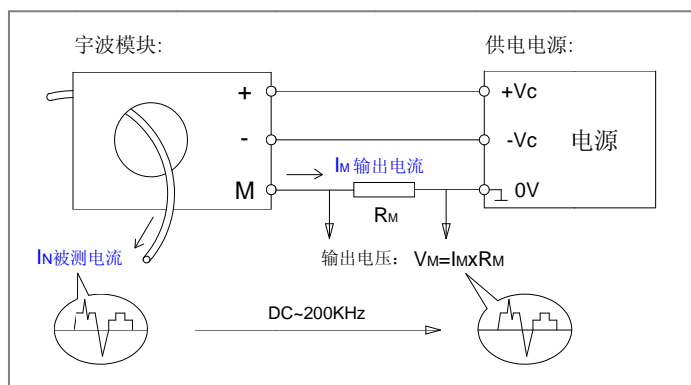 宇波模块: 供电电源:
+ +Vc
- -Vc 电源
IM 输出电流
M 0V
RM
IN被测电流 输出电压: VM=IMxRM
DC~200KHz